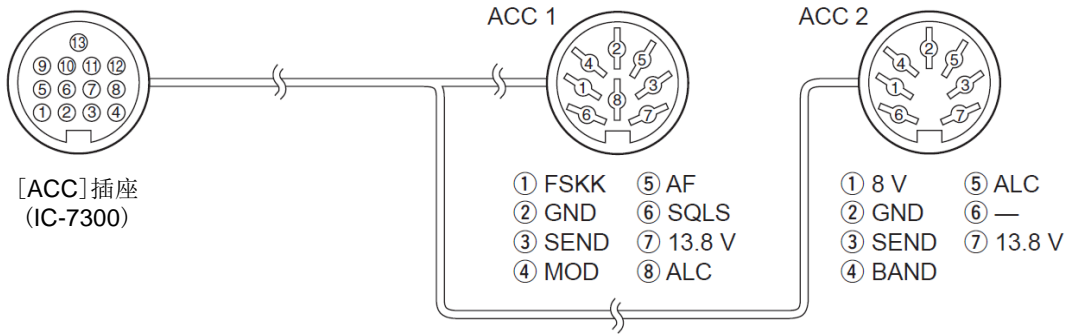 ACC 1
ACC 2
⑬
⑨ ⑩ ⑪ ⑫
⑤ ⑥ ⑦ ⑧
① ② ③ ④
② ④ ⑤ ① ③ ⑧ ⑥ ⑦
② ④ ⑤ ① ③ ⑥ ⑦
[ACC]插座
(IC-7300)
① FSKK ⑤ AF
② GND ⑥ SQLS
③ SEND ⑦ 13.8 V
④ MOD ⑧ ALC
① 8 V ⑤ ALC
② GND ⑥ —
③ SEND ⑦ 13.8 V
④ BAND